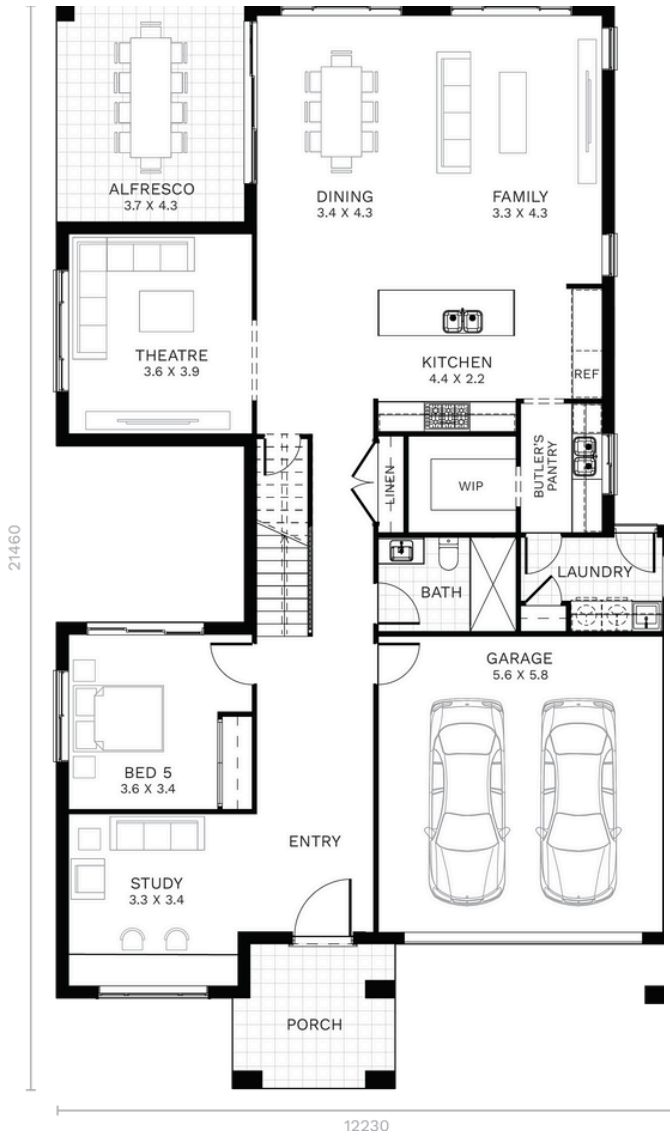 ALFRESCO
3.7 X 4.3
DINING
3.4 X 4.3
FAMILY
3.3 X 4.3
THEATRE
3.6 X 3.9
KITCHEN
4.4 X 2.2
REF
LINEN
WIP
BUTLER'S
PANTRY
21460
BATH
LAUNDRY
GARAGE
5.6 X 5.8
BED 5
3.6 X 3.4
ENTRY
STUDY
3.3 X 3.4
PORCH
12230